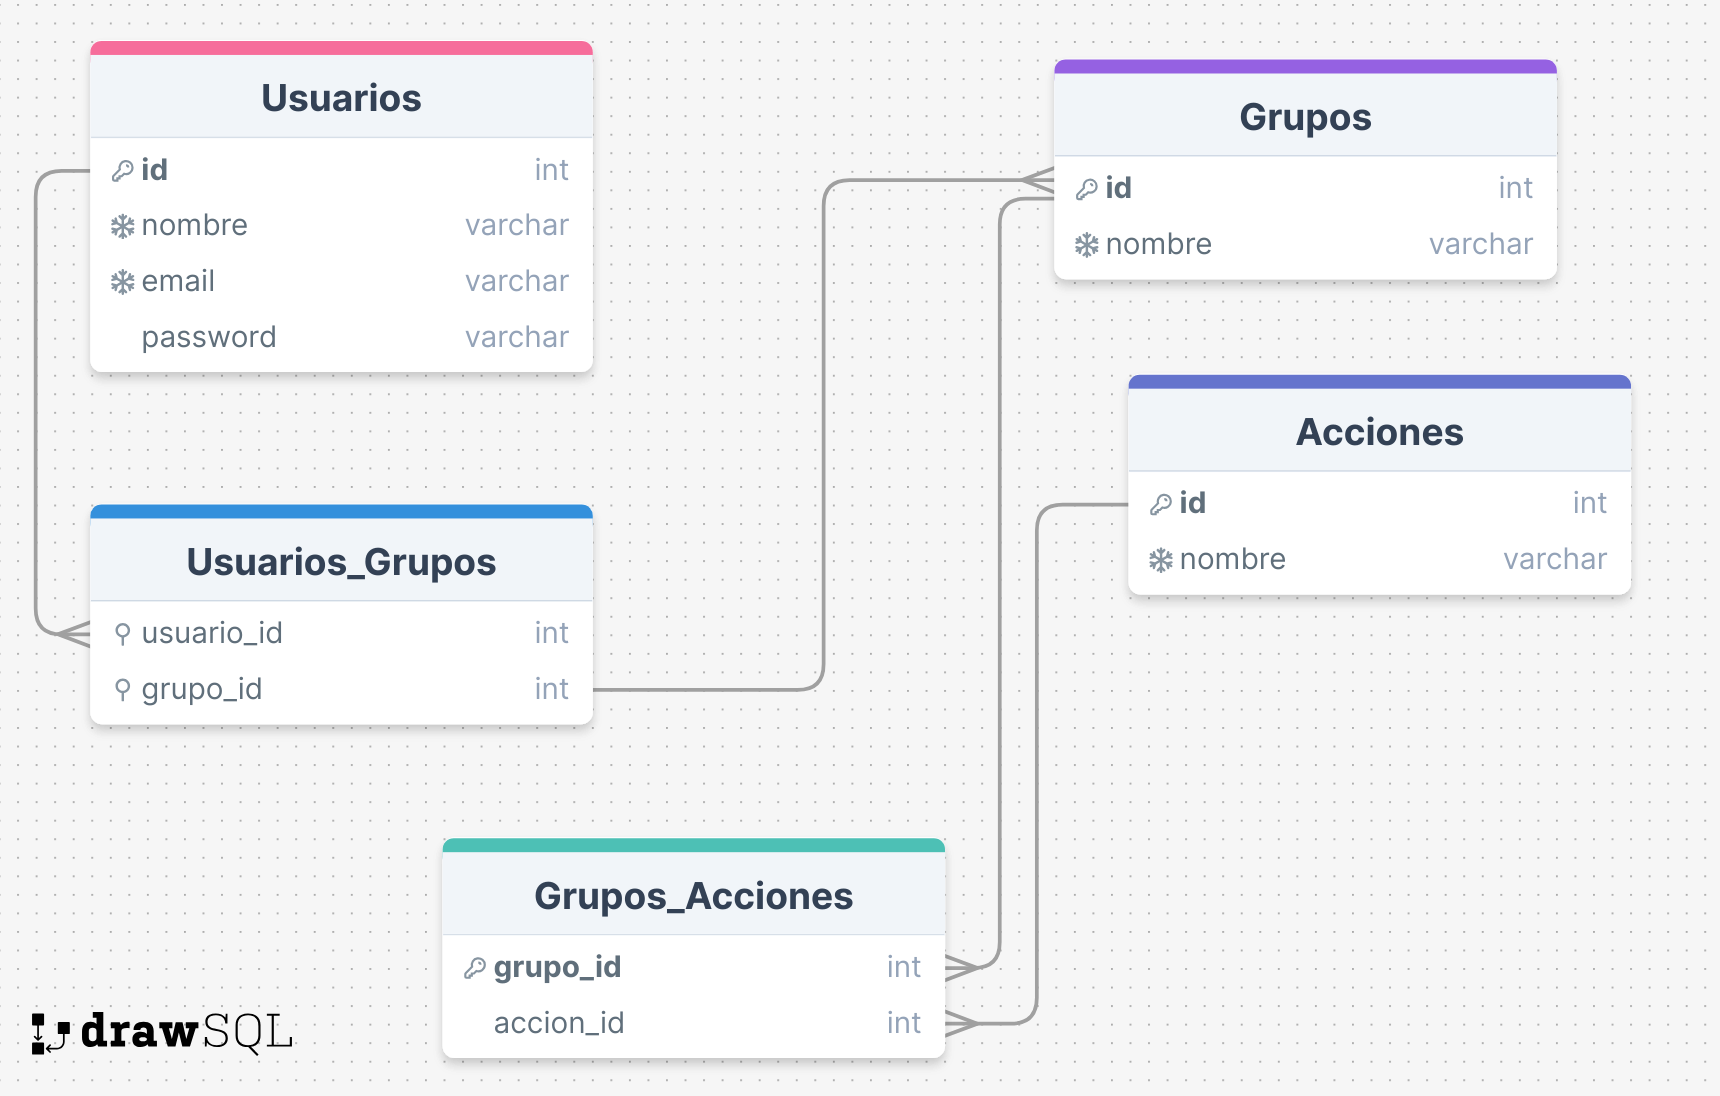 Usuarios
id int
nombre varchar
email varchar
password varchar
Grupos
id int
nombre varchar
Acciones
id int
nombre varchar
Usuarios_Grupos
usuario_id int
grupo_id int
Grupos_Acciones
grupo_id int
accion_id int
drawSQL